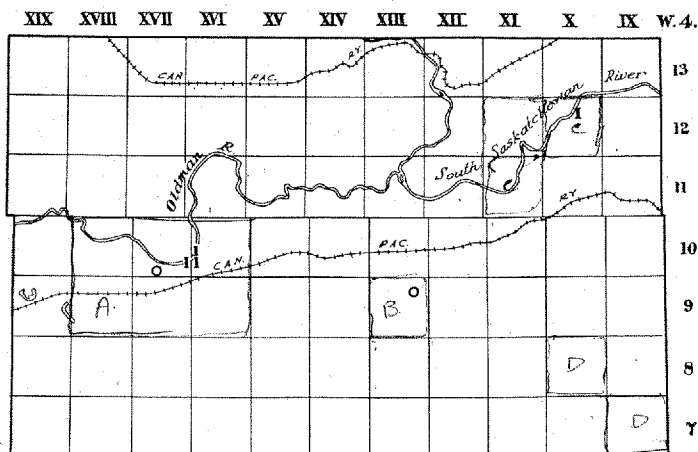 XIX XVIII XVII XVI XV XIV XIII XII XI X IX W. 4.
CAN. PAC. RY. 13
South Saskatchewan River
I
C 12
Oldman R.
C 11
RY.
CAN. PAC. 10
O II
I
A. B. O 9
D 8
D 7